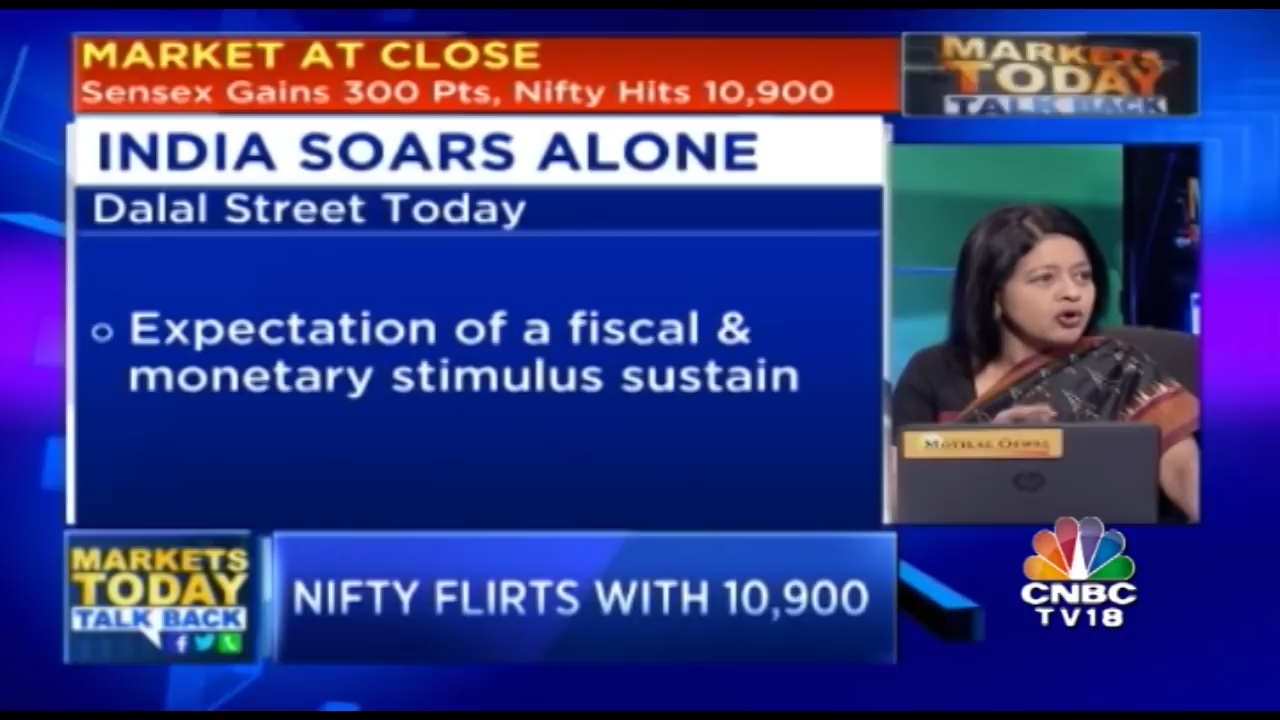 MARKET AT CLOSE
Sensex Gains 300 Pts, Nifty Hits 10,900
MARKETS
TODAY
TALK BACK
INDIA SOARS ALONE
Dalal Street Today
Expectation of a fiscal &
monetary stimulus sustain
MOTILAL OSWAL
hp
MARKETS
TODAY
TALK BACK
NIFTY FLIRTS WITH 10,900
CNBC
TV18